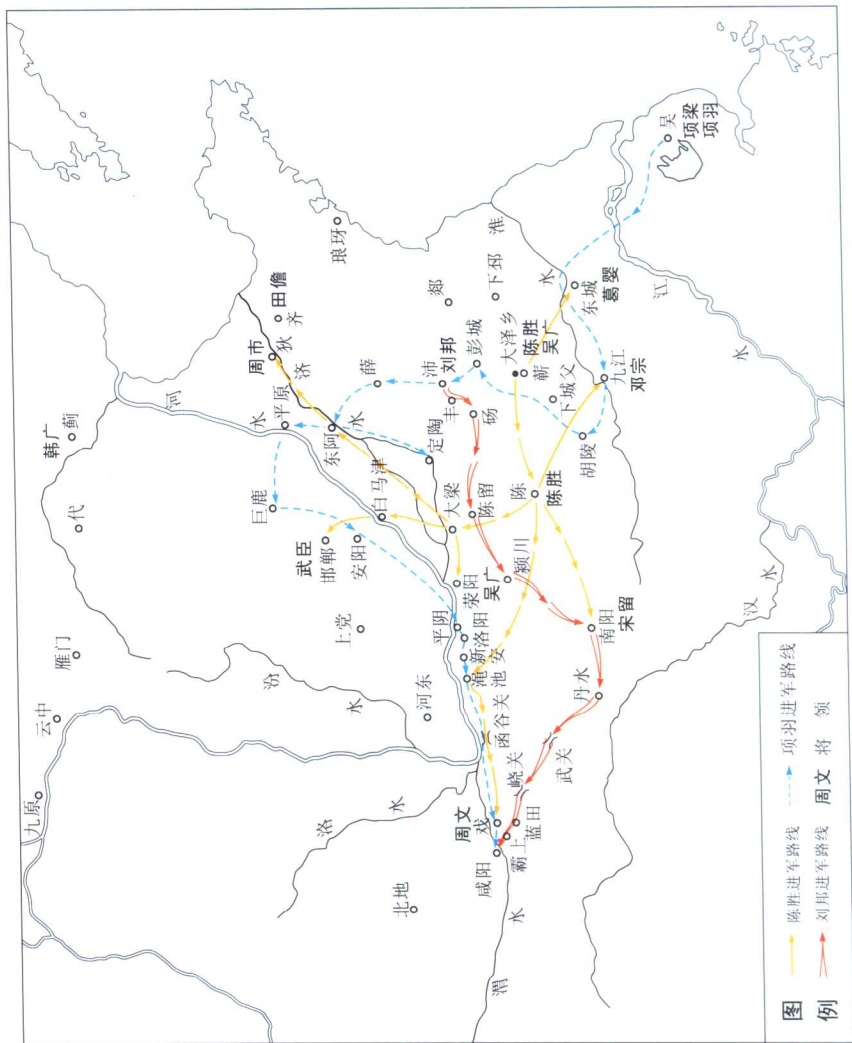 九原
云中
雁门
代
韩广
蓟
河
水
北地
洛
水
汾
水
河东
上党
武臣
邯郸
安阳
巨鹿
平原
周市
狄
田儋
齐
济
水
琅玡
东阿
白马津
薛
定陶
沛
刘邦
丰
砀
郯
下邳
彭城
平阴
新洛阳
渑池
安
荥阳
吴广
大梁
陈留
颍川
函谷关
周文
戏
咸阳
霸上
蓝田
峣关
武关
渭
水
丹水
南阳
宋留
陈
陈胜
大泽乡
陈胜
吴广
蕲
下城父
胡陵
九江
邓宗
淮
水
东城
葛婴
吴
项梁
项羽
江
水
汉
水
图例
陈胜进军路线
项羽进军路线
刘邦进军路线
周文 将领